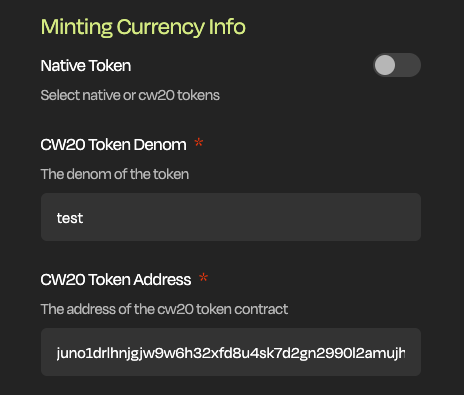 Minting Currency Info
Native Token
Select native or cw20 tokens
CW20 Token Denom *
The denom of the token
test
CW20 Token Address *
The address of the cw20 token contract
juno1drlhnjgjw9w6h32xfd8u4sk7d2gn2990l2amujh